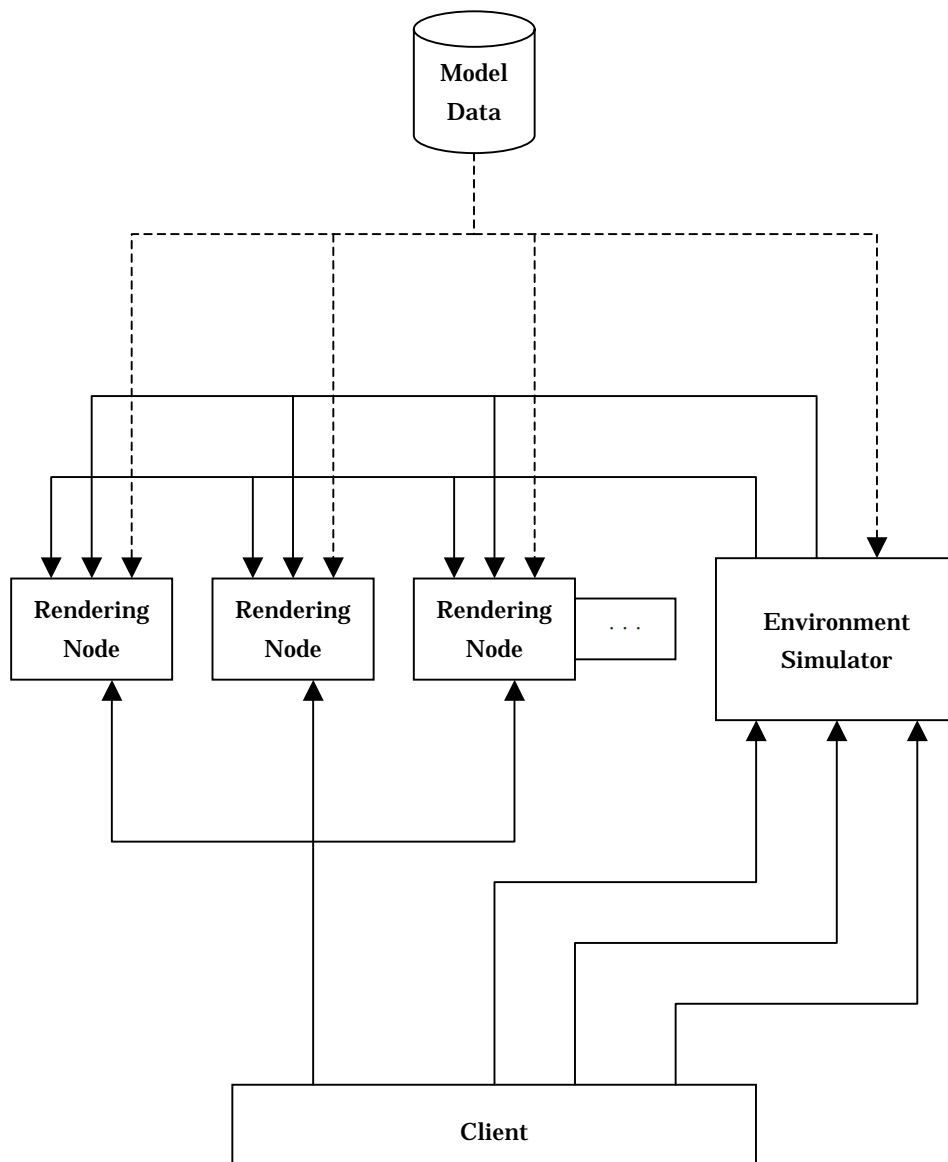 Model
Data
Rendering
Node
Rendering
Node
Rendering
Node
. . .
Environment
Simulator
Client